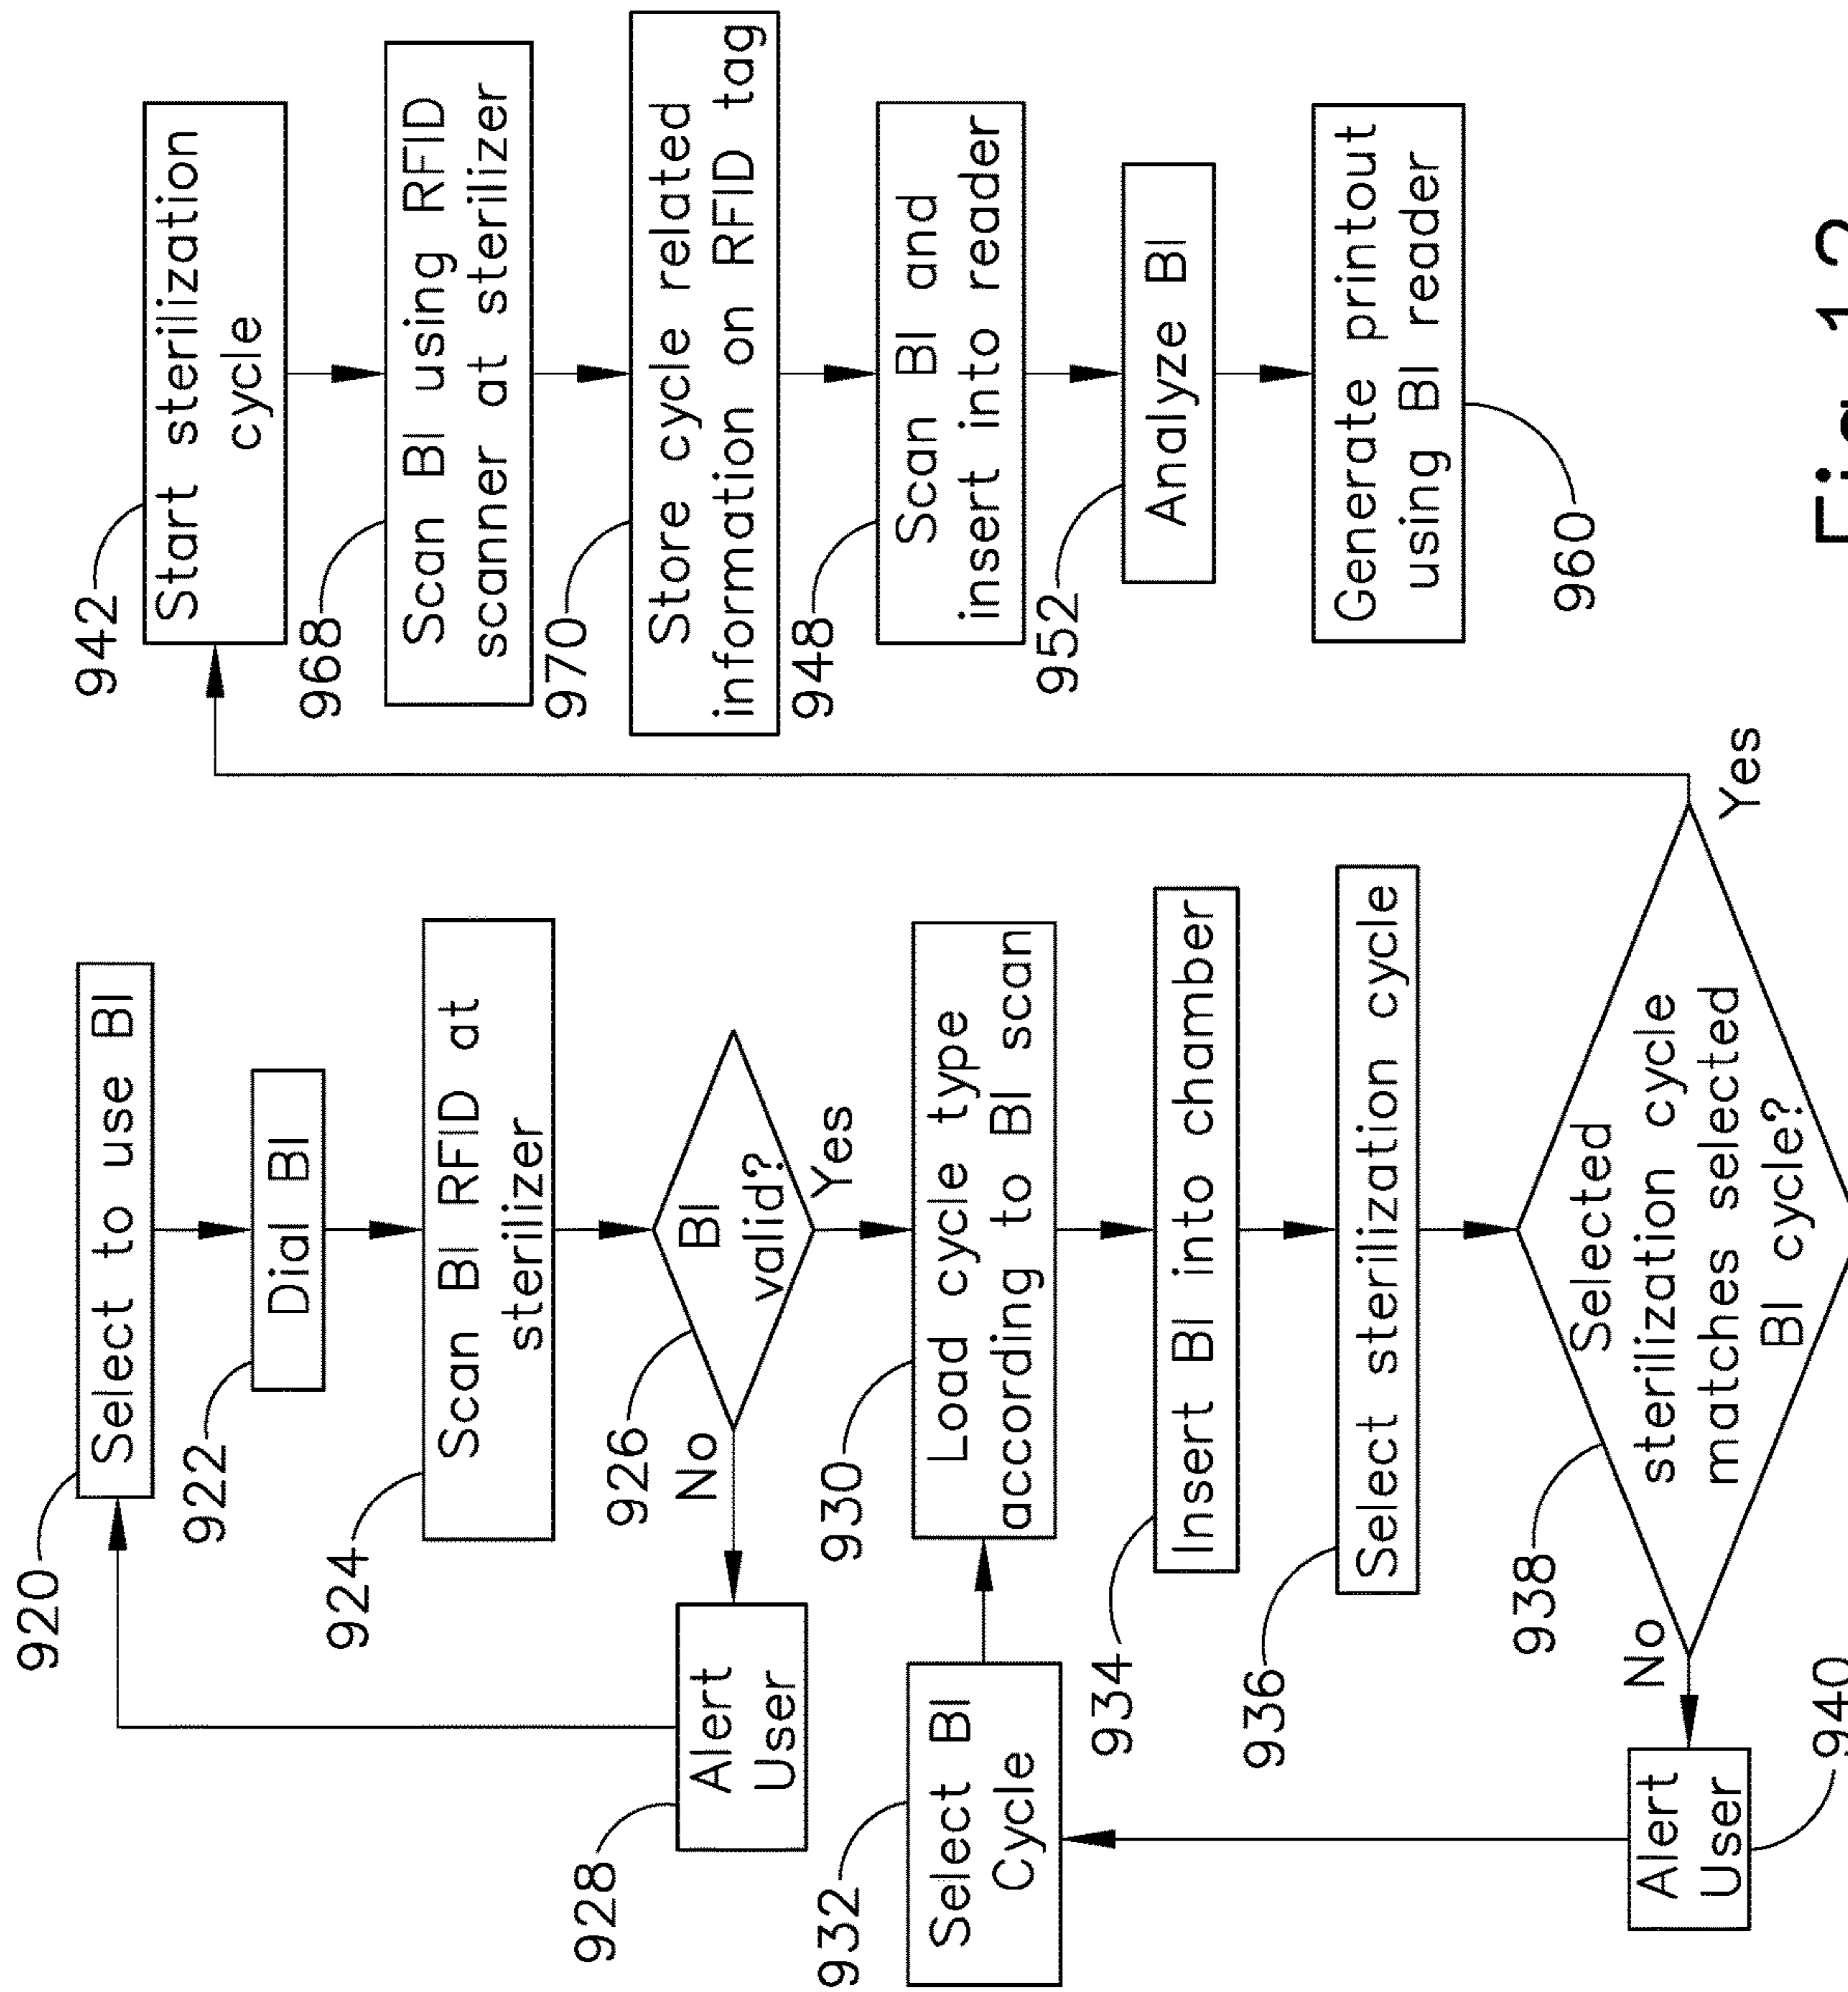 920
Select to use BI
922
Dial BI
924
Scan BI RFID at
sterilizer
926
BI
valid?
No
Yes
928
Alert
User
930
Load cycle type
according to BI scan
932
Select BI
Cycle
934
Insert BI into chamber
936
Select sterilization cycle
938
Selected
sterilization cycle
matches selected
BI cycle?
No
Yes
940
Alert
User
942
Start sterilization
cycle
968
Scan BI using RFID
scanner at sterilizer
970
Store cycle related
information on RFID tag
948
Scan BI and
insert into reader
952
Analyze BI
Generate printout
using BI reader
960
Fig.12